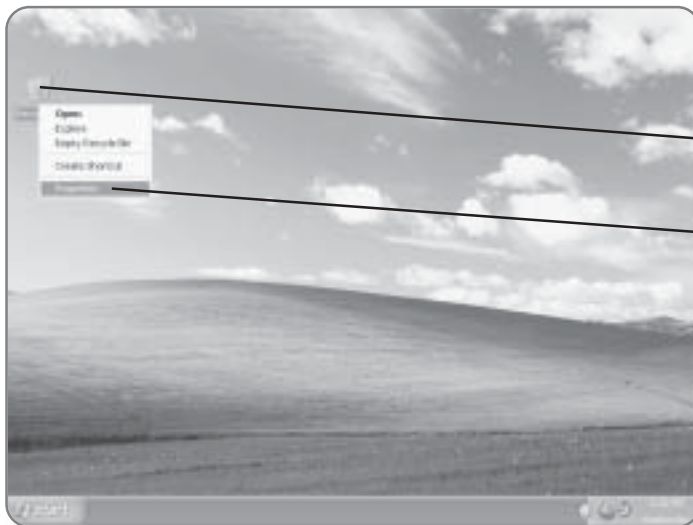 Open
Explore
Empty Recycle Bin
Create Shortcut
Properties
start